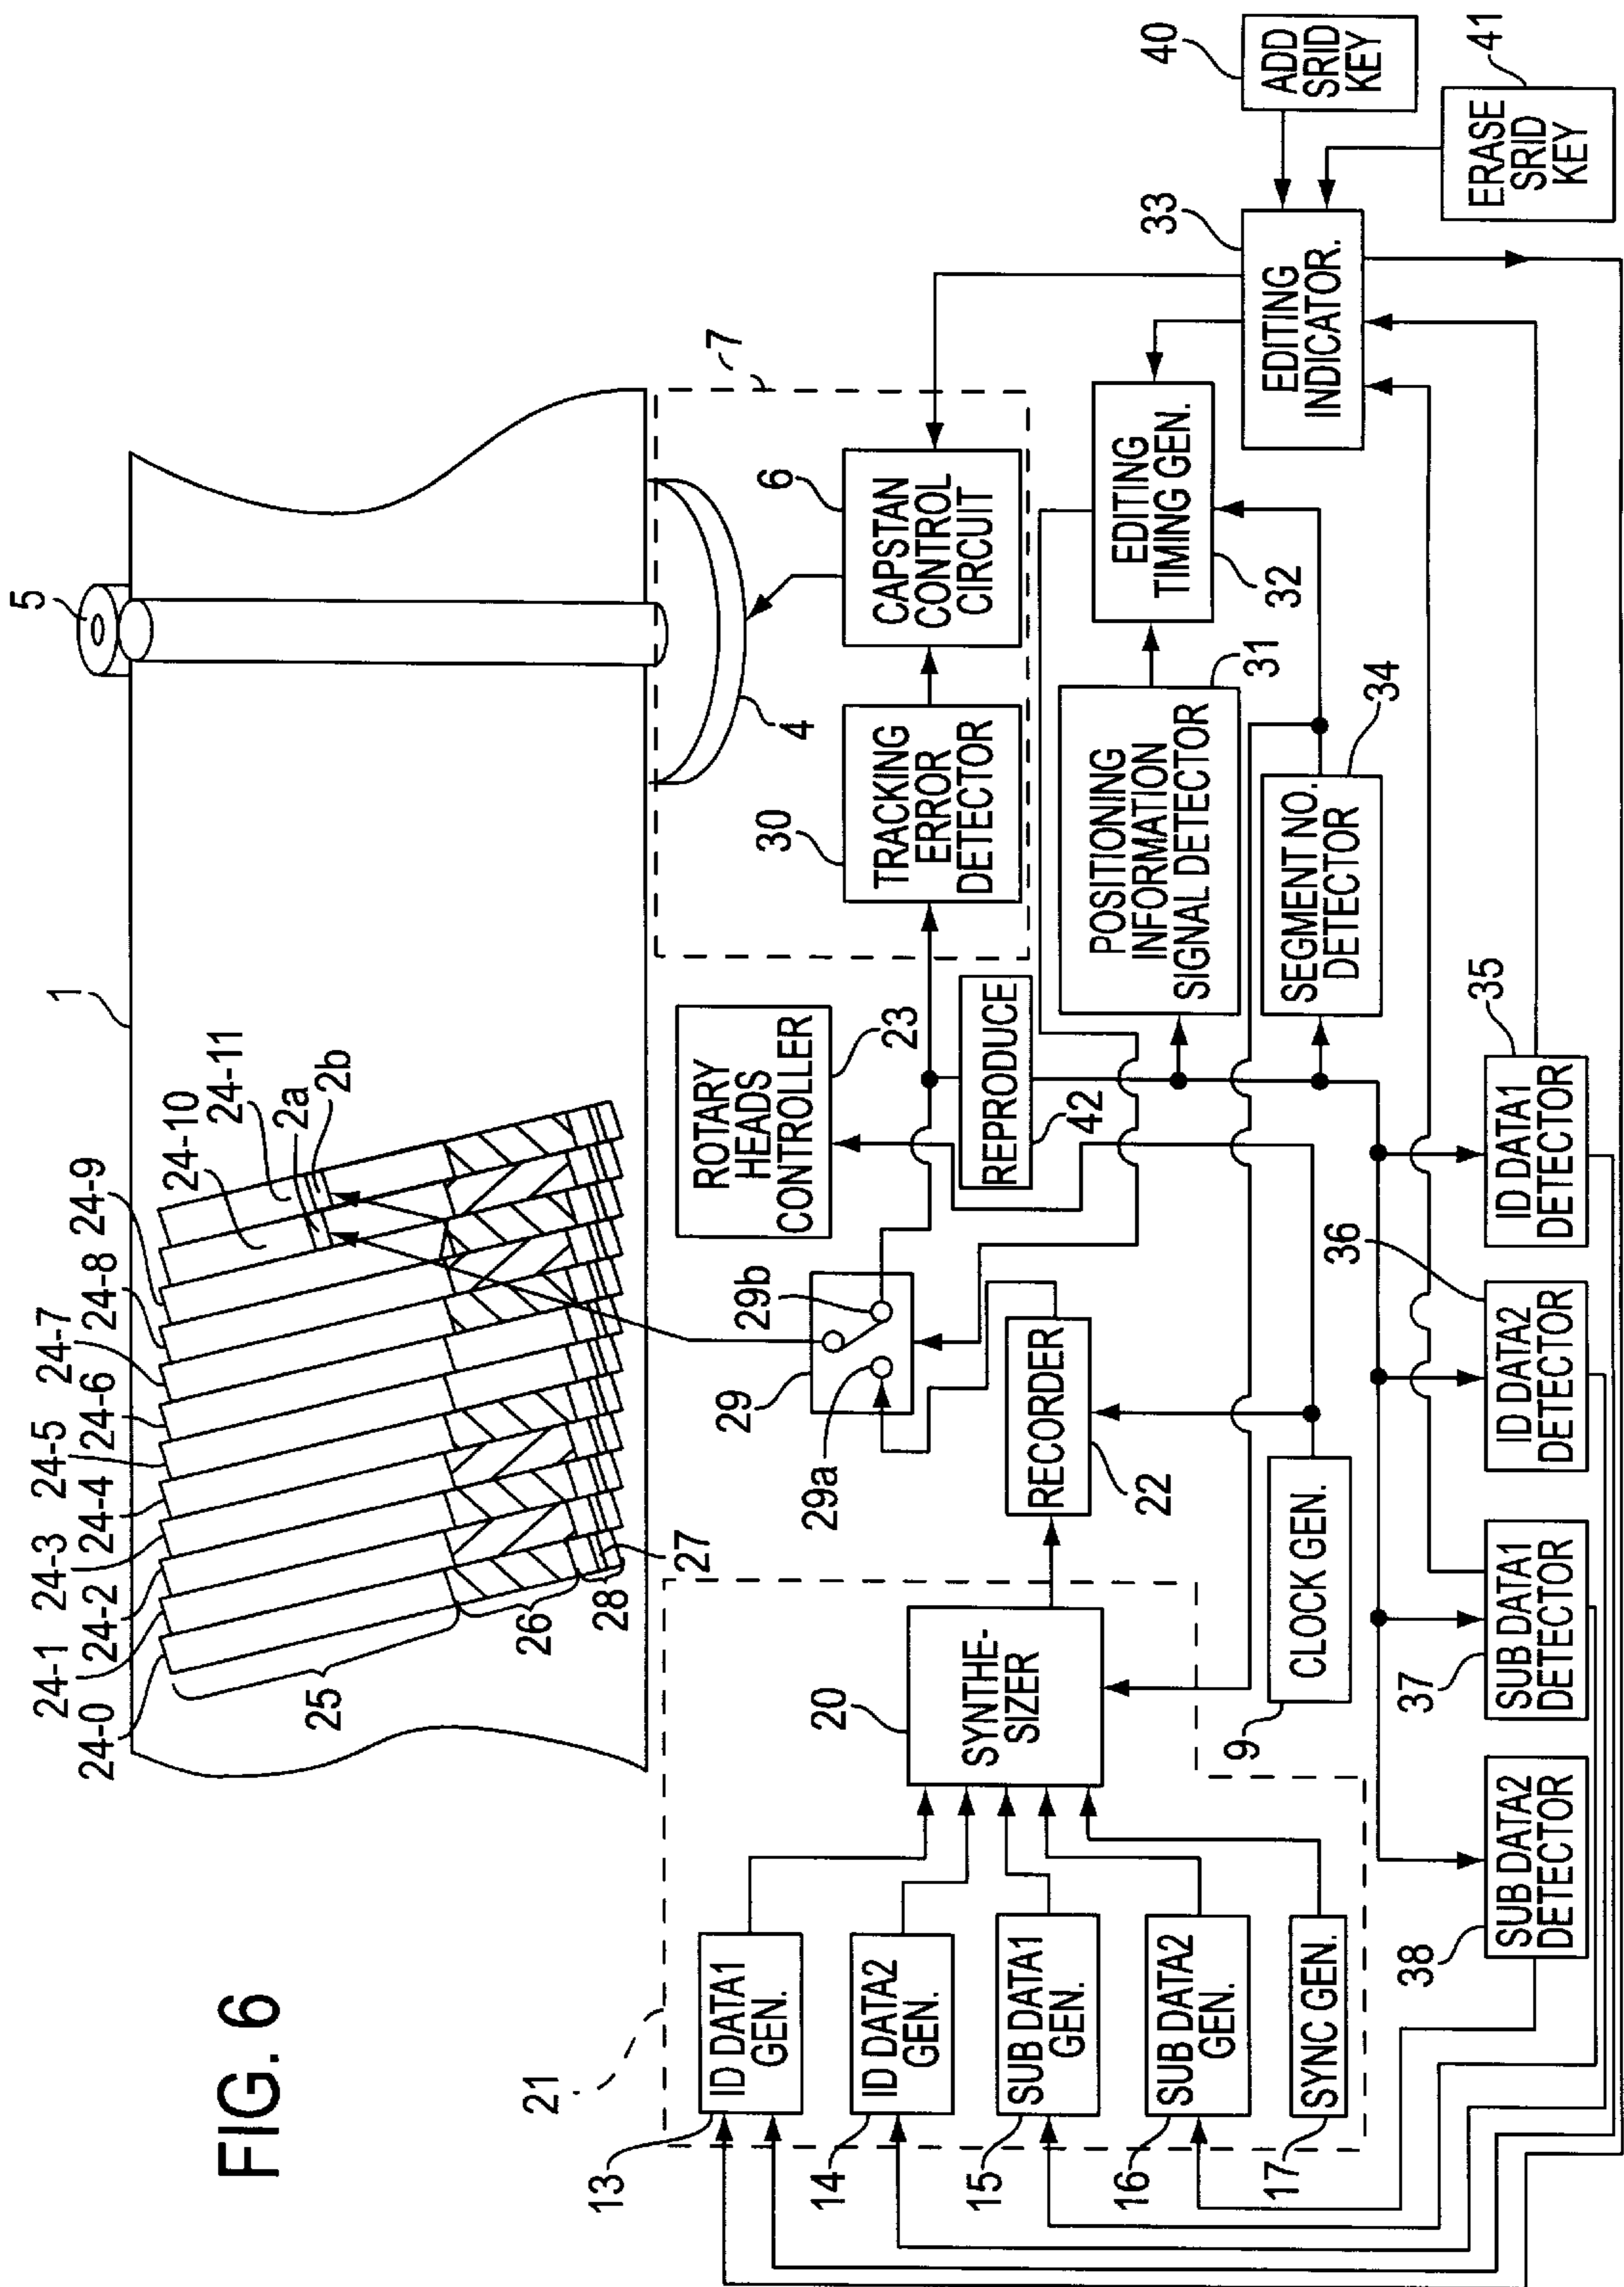 FIG. 6
5
1
24-11
24-10
2a
2b
24-9
24-8
24-7
24-6
24-5
24-4
24-3
24-2
24-1
24-0
25
26
28
27
4
7
21
13
ID DATA1
GEN.
14
ID DATA2
GEN.
15
SUB DATA1
GEN.
16
SUB DATA2
GEN.
17
SYNC GEN.
20
SYNTHE-
SIZER
RECORDER
22
9
CLOCK GEN.
29
29a
29b
ROTARY
HEADS
CONTROLLER
23
REPRODUCE
42
30
TRACKING
ERROR
DETECTOR
6
CAPSTAN
CONTROL
CIRCUIT
POSITIONING
INFORMATION
SIGNAL DETECTOR
31
EDITING
TIMING GEN.
32
SEGMENT NO.
DETECTOR
34
33
EDITING
INDICATOR.
40
ADD
SRID
KEY
41
ERASE
SRID
KEY
38
SUB DATA2
DETECTOR
37
SUB DATA1
DETECTOR
36
ID DATA2
DETECTOR
35
ID DATA1
DETECTOR